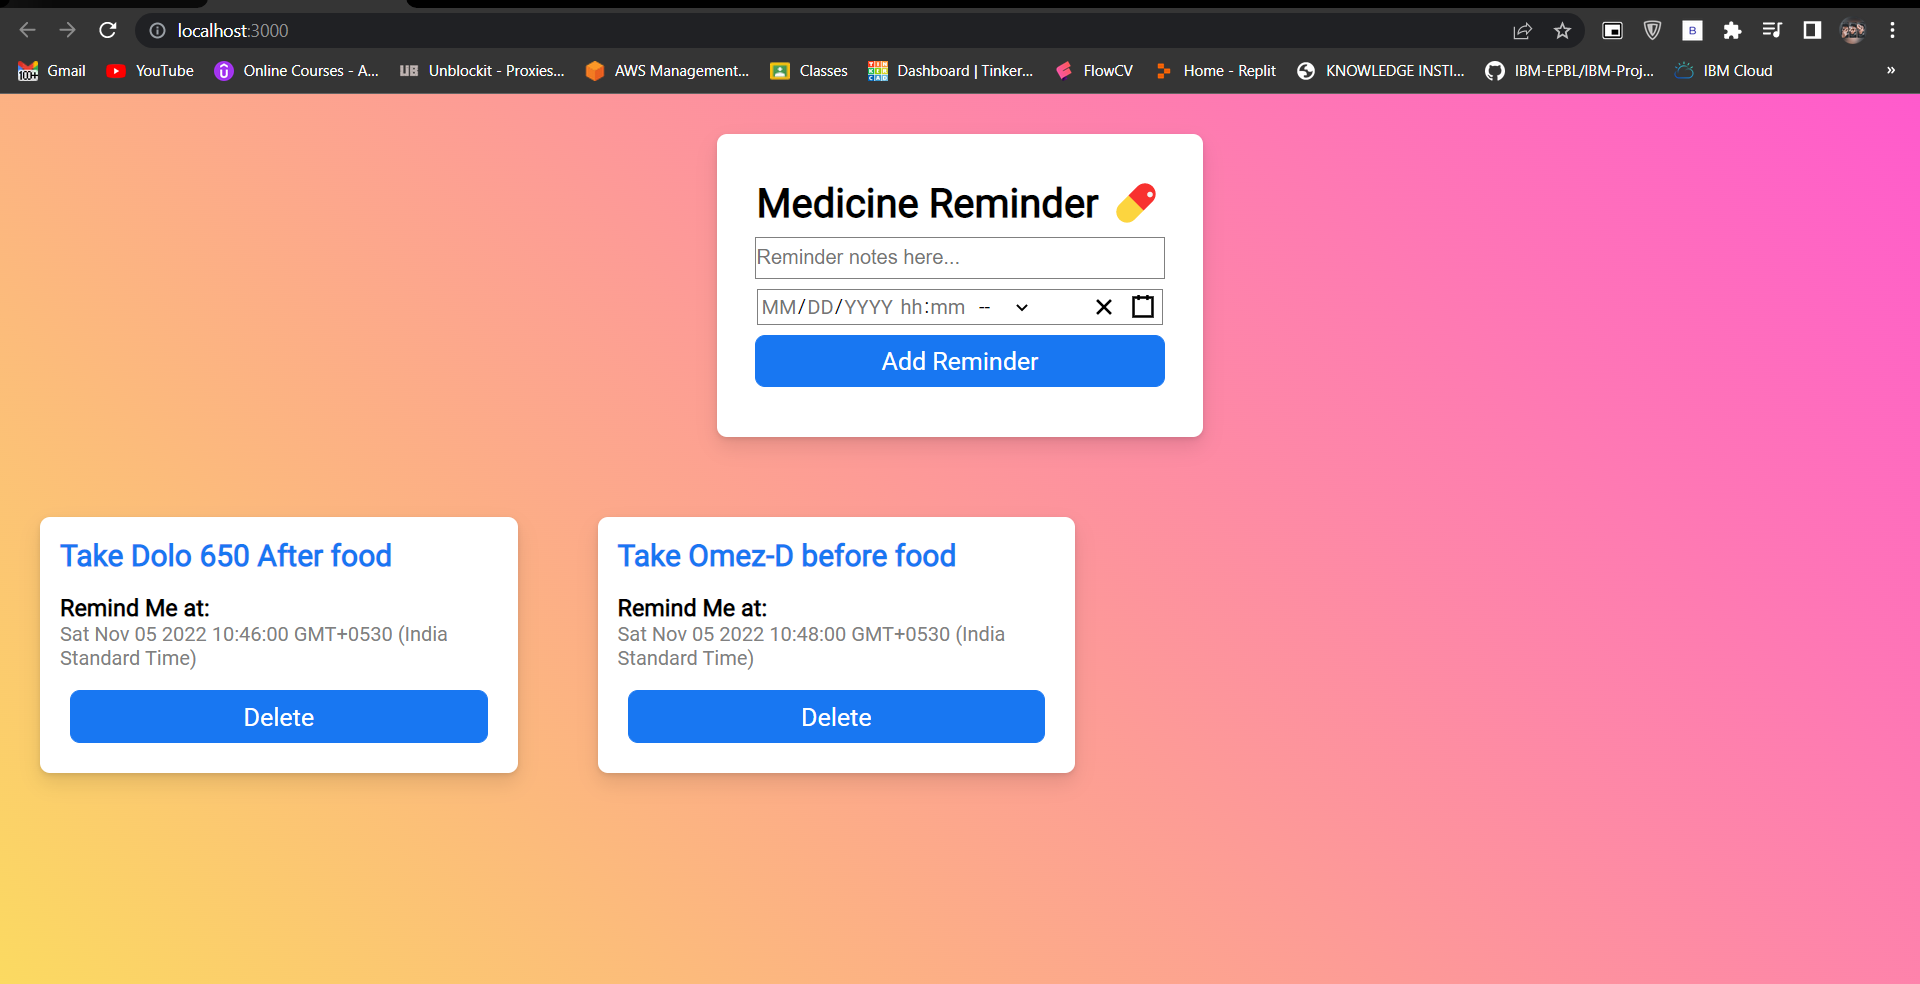 localhost:3000
Gmail YouTube Online Courses - A... UB Unblockit - Proxies... AWS Management... Classes Dashboard | Tinker... FlowCV Home - Replit KNOWLEDGE INSTI... IBM-EPBL/IBM-Proj... IBM Cloud »
Medicine Reminder
Reminder notes here...
MM/DD/YYYY hh:mm --
Add Reminder
Take Dolo 650 After food
Remind Me at:
Sat Nov 05 2022 10:46:00 GMT+0530 (India
Standard Time)
Delete
Take Omez-D before food
Remind Me at:
Sat Nov 05 2022 10:48:00 GMT+0530 (India
Standard Time)
Delete